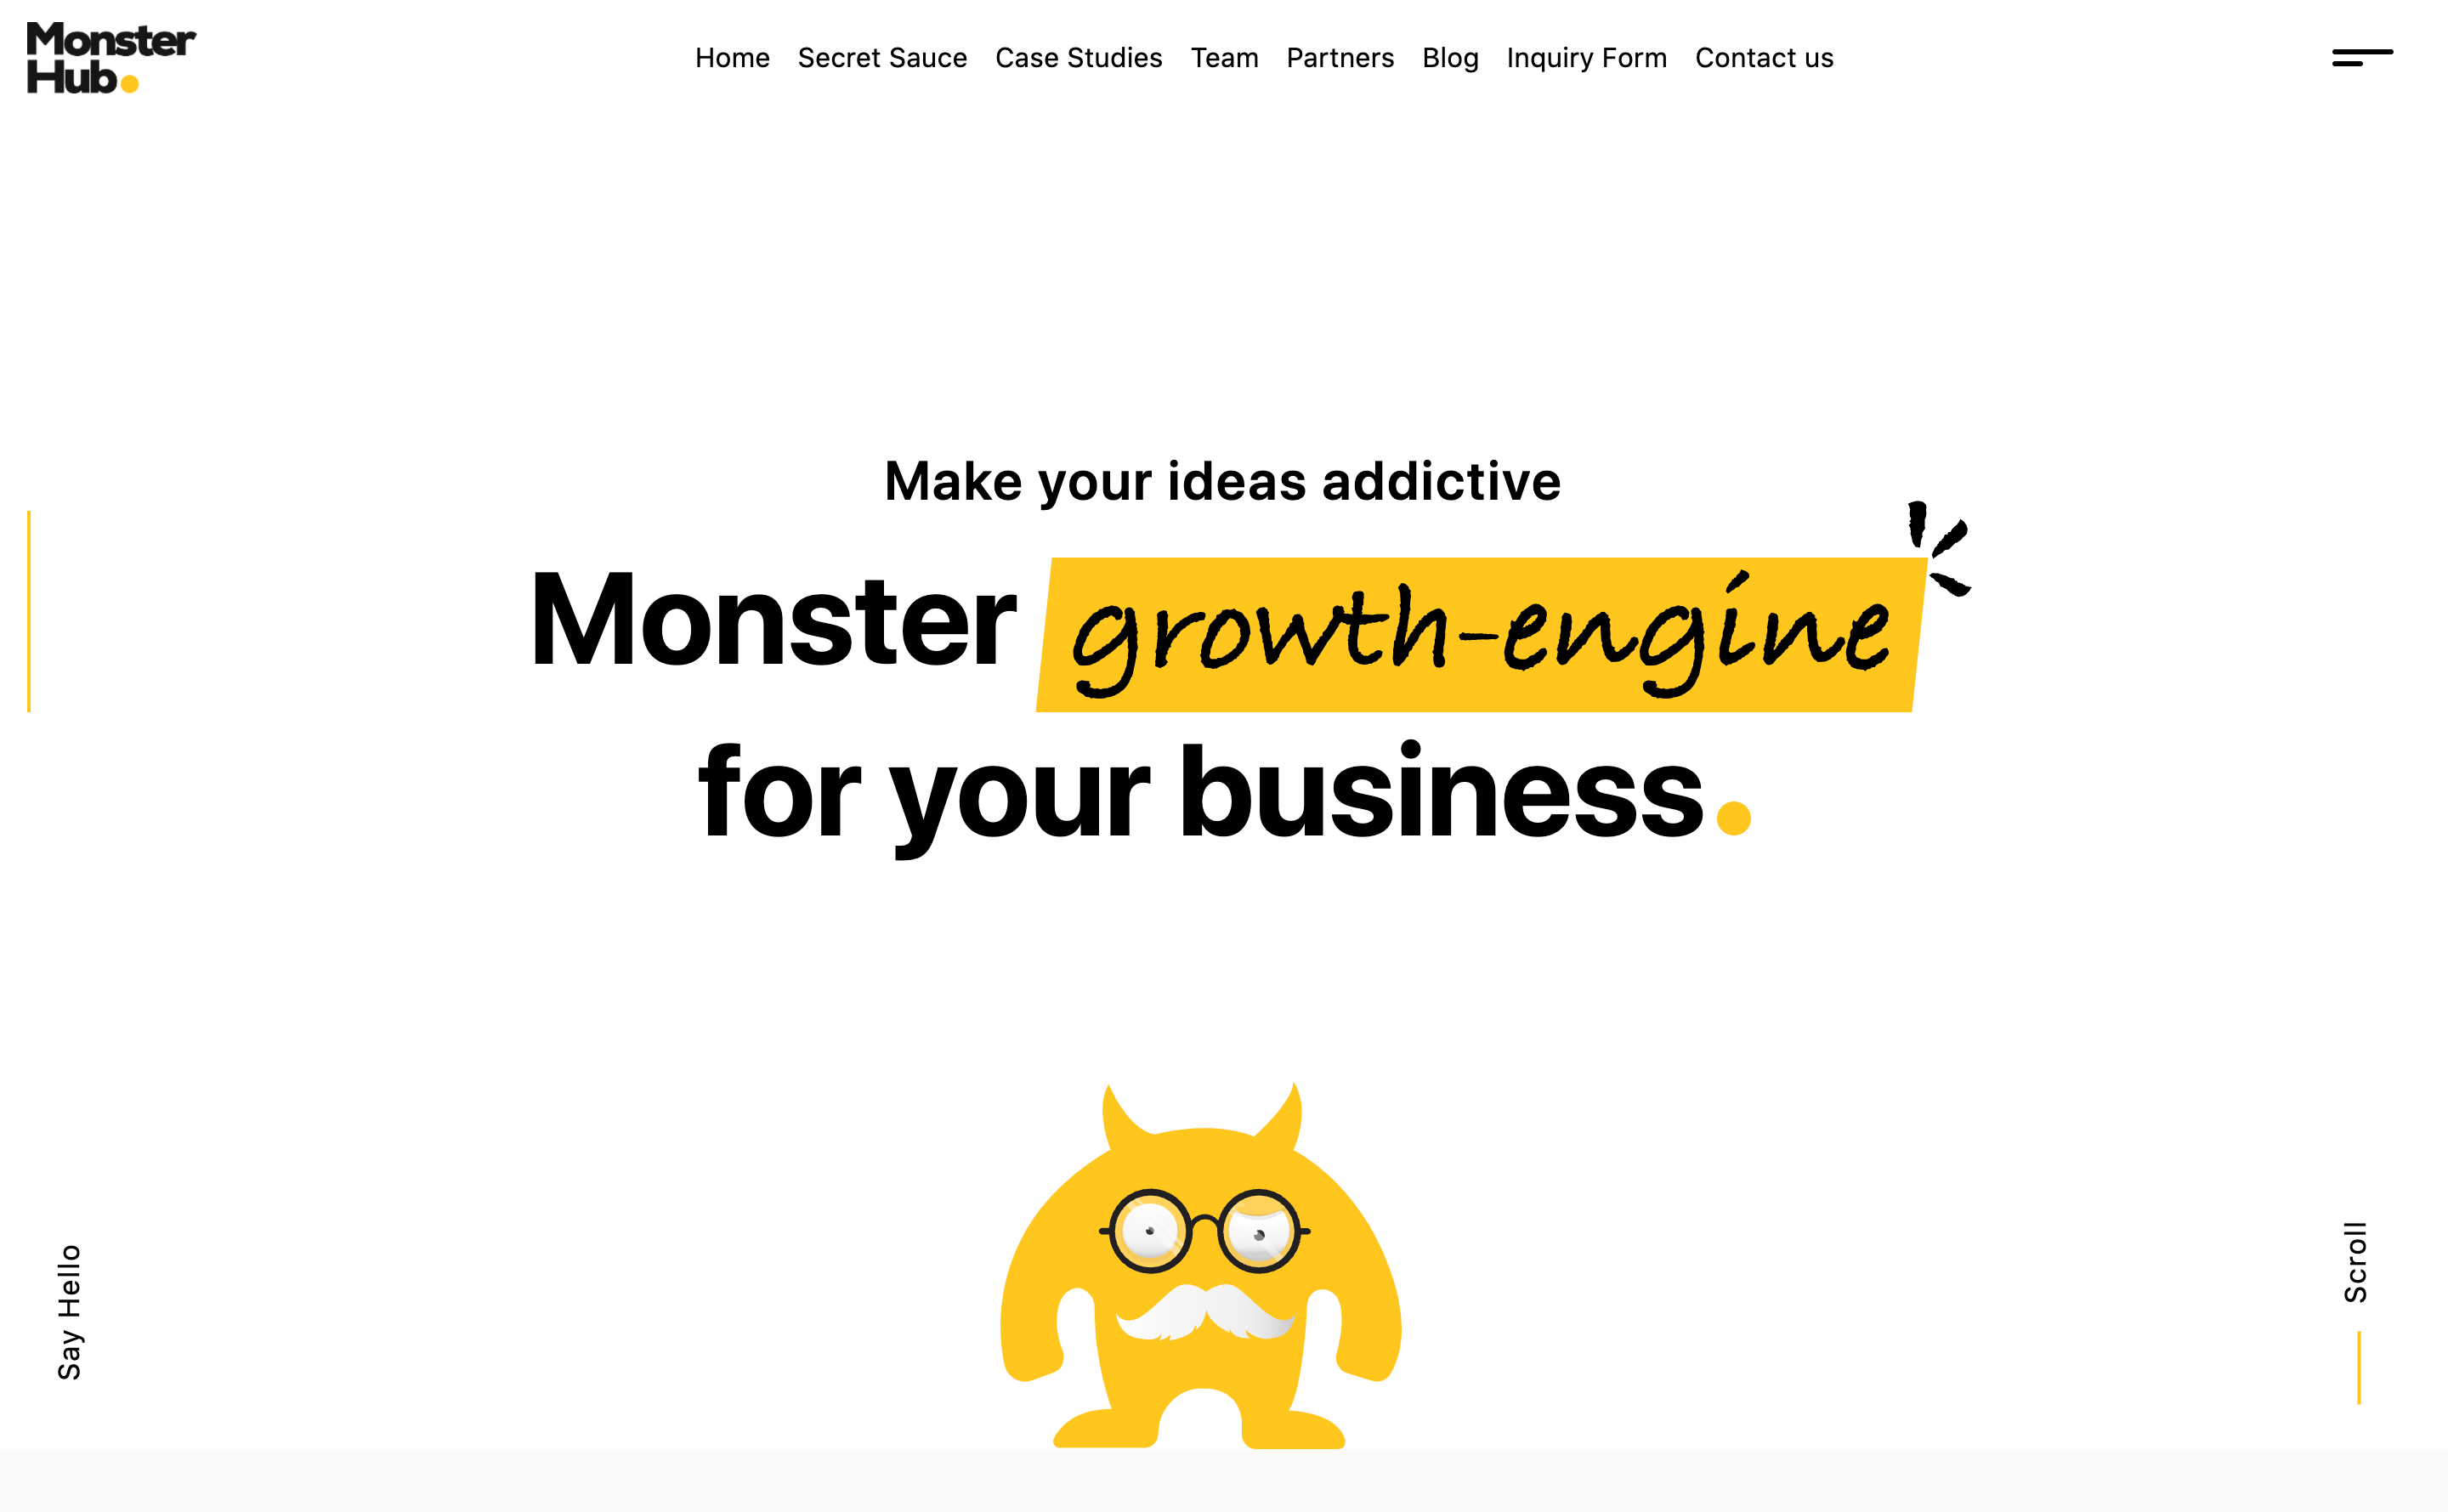 Monster
Hub.
Home Secret Sauce Case Studies Team Partners Blog Inquiry Form Contact us
Make your ideas addictive
Monster growth-engine
for your business.
Say Hello
Scroll